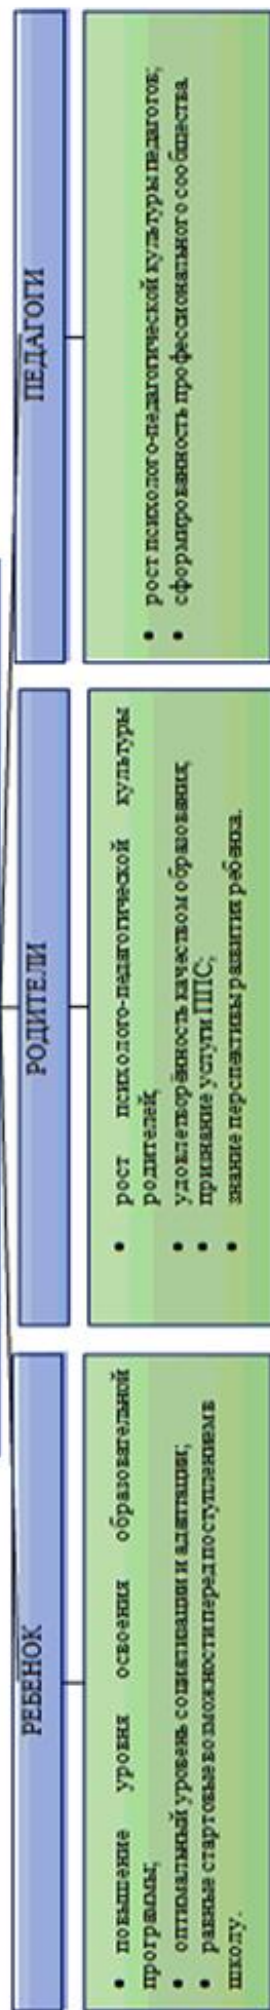 РЕБЕНОК
• повышение уровня освоения образовательной
программы;
• оптимальный уровень социализации и адаптации;
• равные стартовые возможности перед поступлением в
школу.
РОДИТЕЛИ
• рост психолого-педагогической культуры
родителей;
• удовлетворённость качеством образования;
• признание услуги ППС;
• знание перспективы развития ребенка.
ПЕДАГОГИ
• рост психолого-педагогической культуры педагогов;
• сформированность профессионального сообщества.